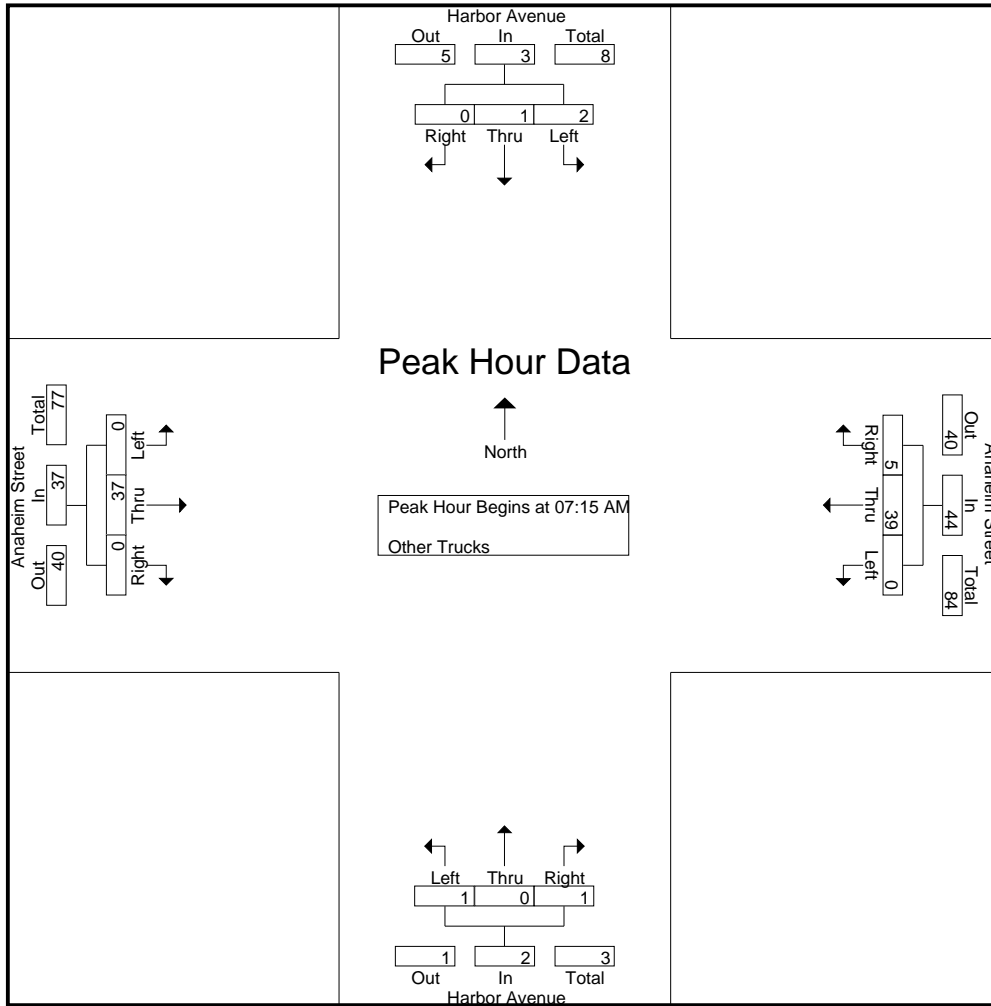 Harbor Avenue
Out In Total
5 3 8
0 1 2
Right Thru Left
Peak Hour Data
North
Peak Hour Begins at 07:15 AM
Other Trucks
Anaheim Street
Total In Out
77 37 40
0 37 0
Left Thru Right
Anaheim Street
Out In Total
40 44 84
5 39 0
Right Thru Left
Left Thru Right
1 0 1
1 2 3
Out In Total
Harbor Avenue